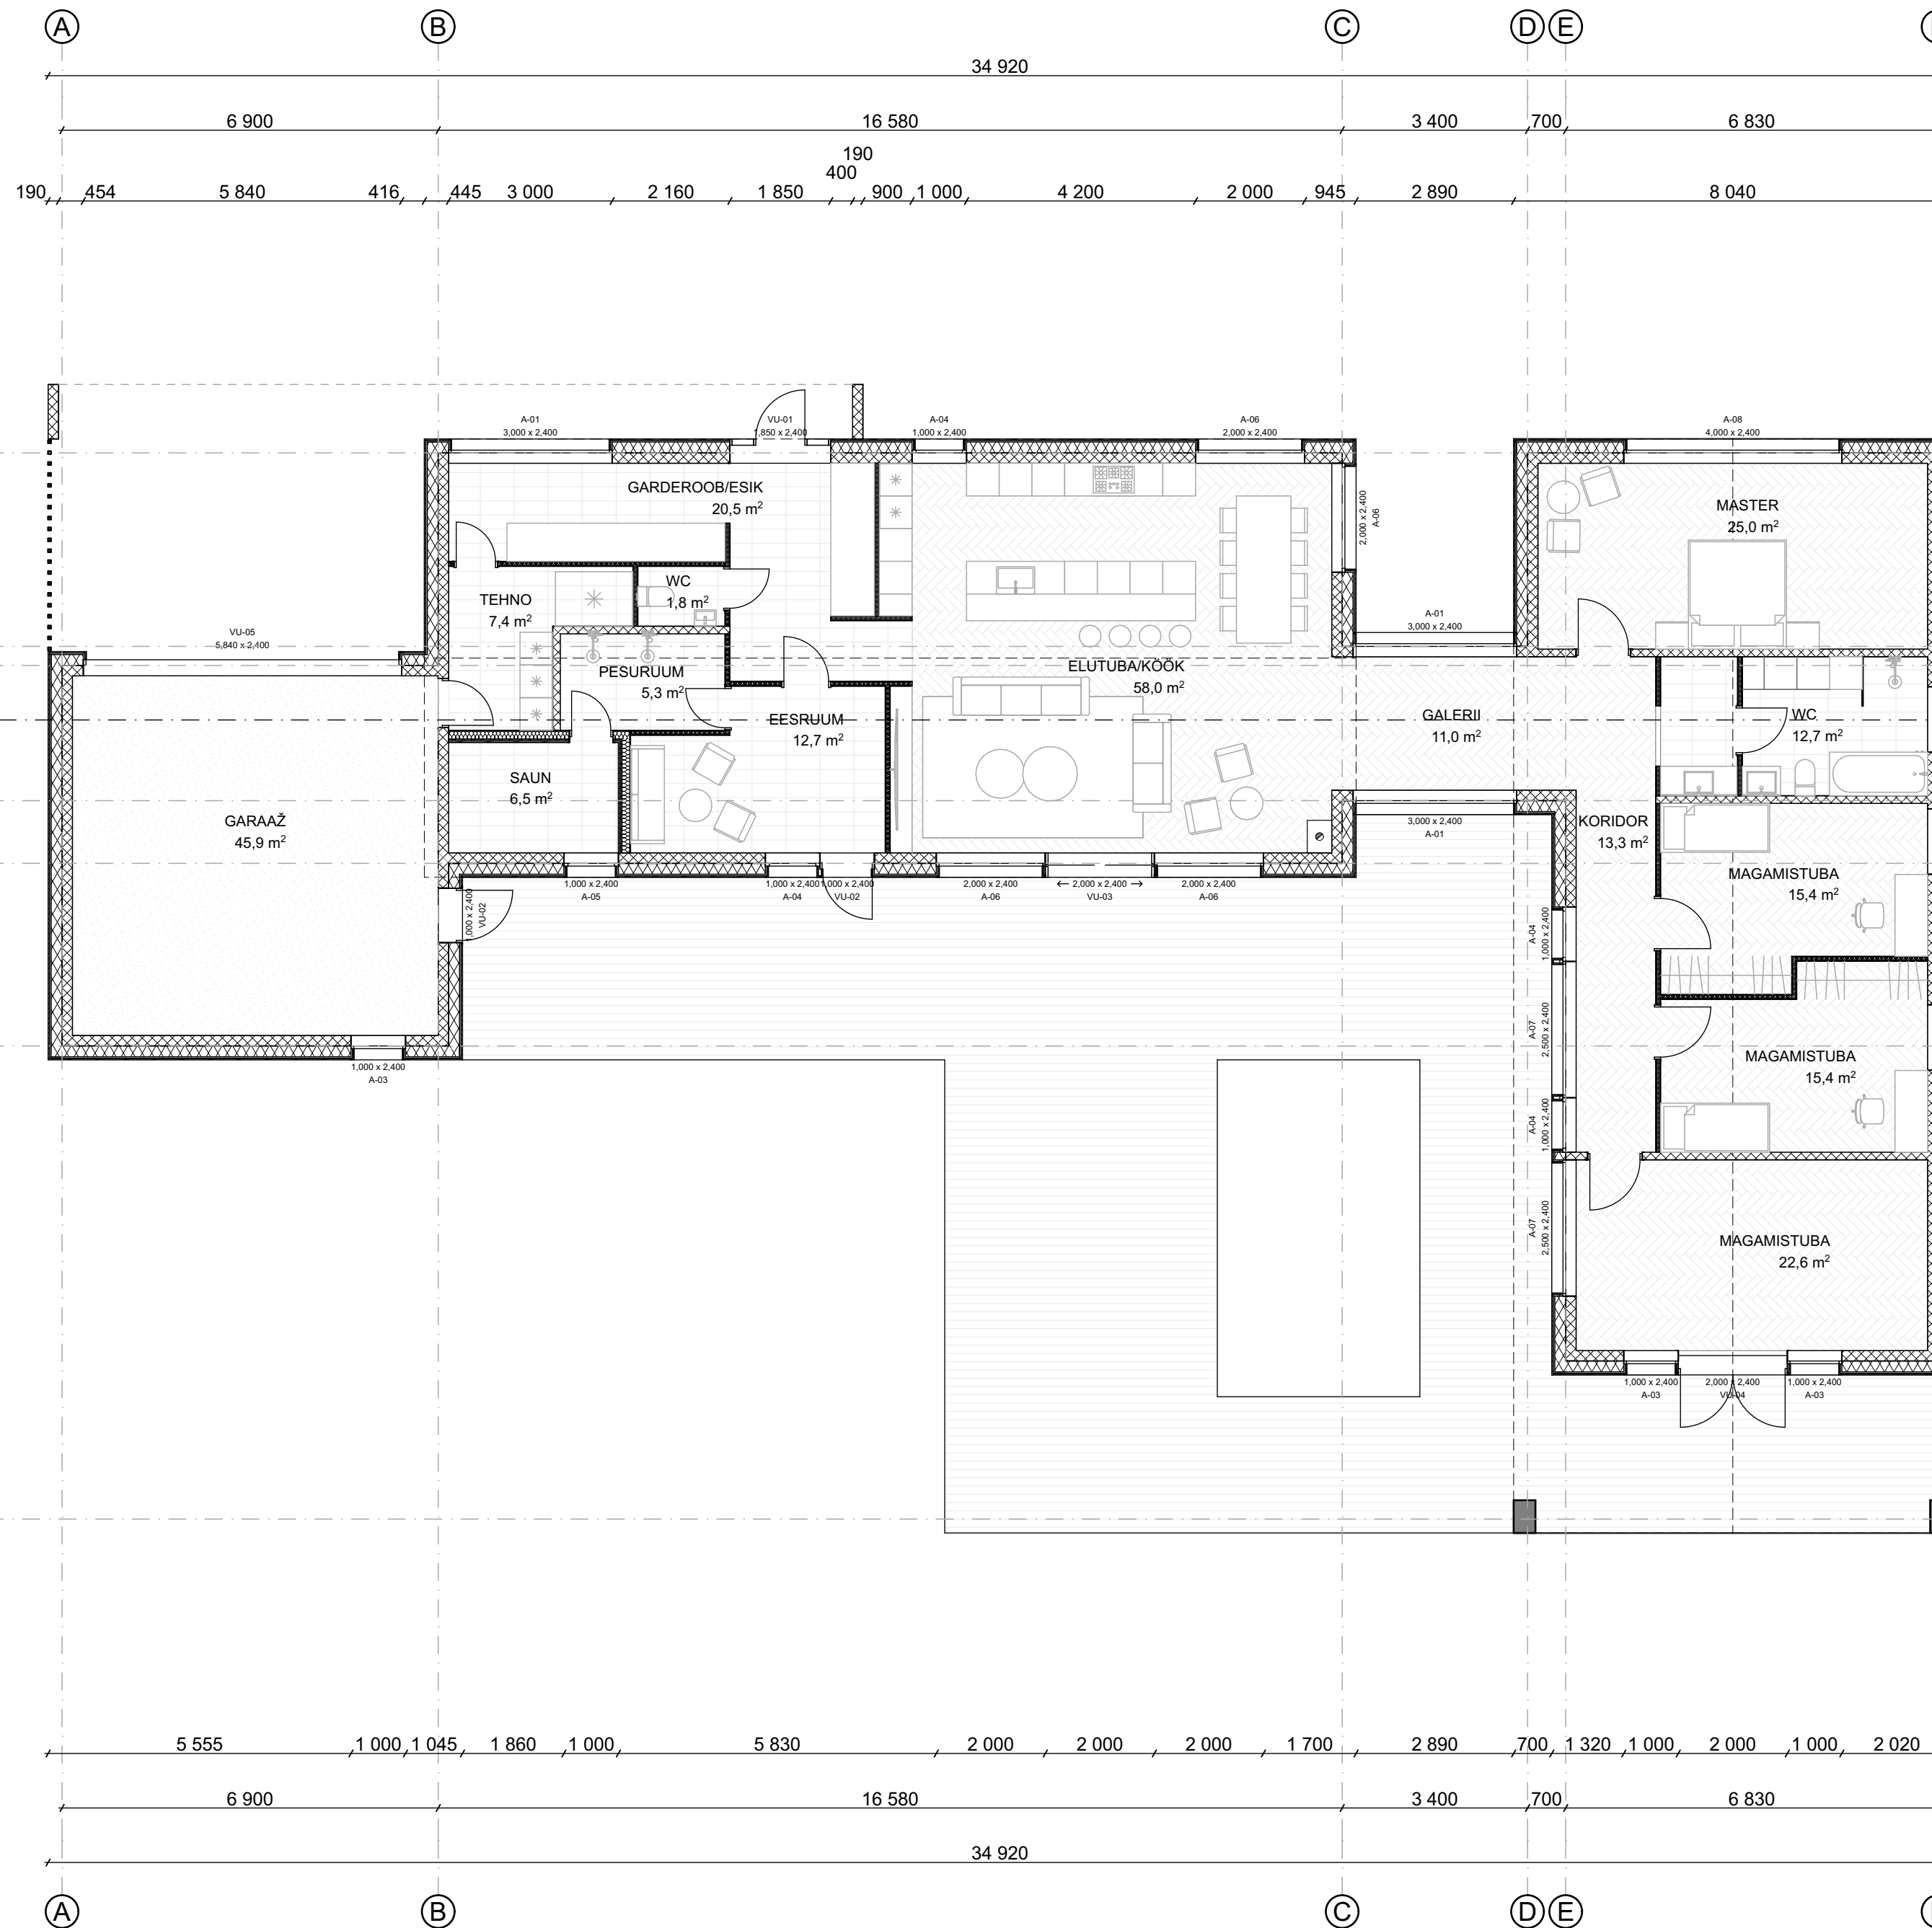 A B C D E
34 920
6 900 16 580 3 400 700 6 830
190
400
190 454 5 840 416 445 3 000 2 160 1 850 900 1 000 4 200 2 000 945 2 890 8 040
A-01 VU-01 A-04 A-06 A-08
3,000 x 2,400 1,850 x 2,400 1,000 x 2,400 2,000 x 2,400 4,000 x 2,400
GARDEROOB/ESIK
20,5 m²
2,000 x 2,400
A-06
MASTER
25,0 m²
WC
1,8 m²
TEHNO
7,4 m²
A-01
3,000 x 2,400
VU-05
5,840 x 2,400
PESURUUM
5,3 m²
ELUTUBA/KÖÖK
58,0 m²
EESRUUM
12,7 m²
GALERII
11,0 m²
WC
12,7 m²
SAUN
6,5 m²
GARAAŽ
45,9 m²
3,000 x 2,400
A-01
KORIDOR
13,3 m²
MAGAMISTUBA
15,4 m²
1,000 x 2,400 1,000 x 2,400 1,000 x 2,400 2,000 x 2,400 2,000 x 2,400 2,000 x 2,400
A-05 A-04 VU-02 A-06 VU-03 A-06
1,000 x 2,400
VU-02
A-04
1,000 x 2,400
A-07
2,500 x 2,400
MAGAMISTUBA
15,4 m²
1,000 x 2,400
A-03
A-04
1,000 x 2,400
A-07
2,500 x 2,400
MAGAMISTUBA
22,6 m²
1,000 x 2,400 2,000 x 2,400 1,000 x 2,400
A-03 VU-04 A-03
5 555 1 000 1 045 1 860 1 000 5 830 2 000 2 000 2 000 1 700 2 890 700 1 320 1 000 2 000 1 000 2 020
6 900 16 580 3 400 700 6 830
34 920
A B C D E